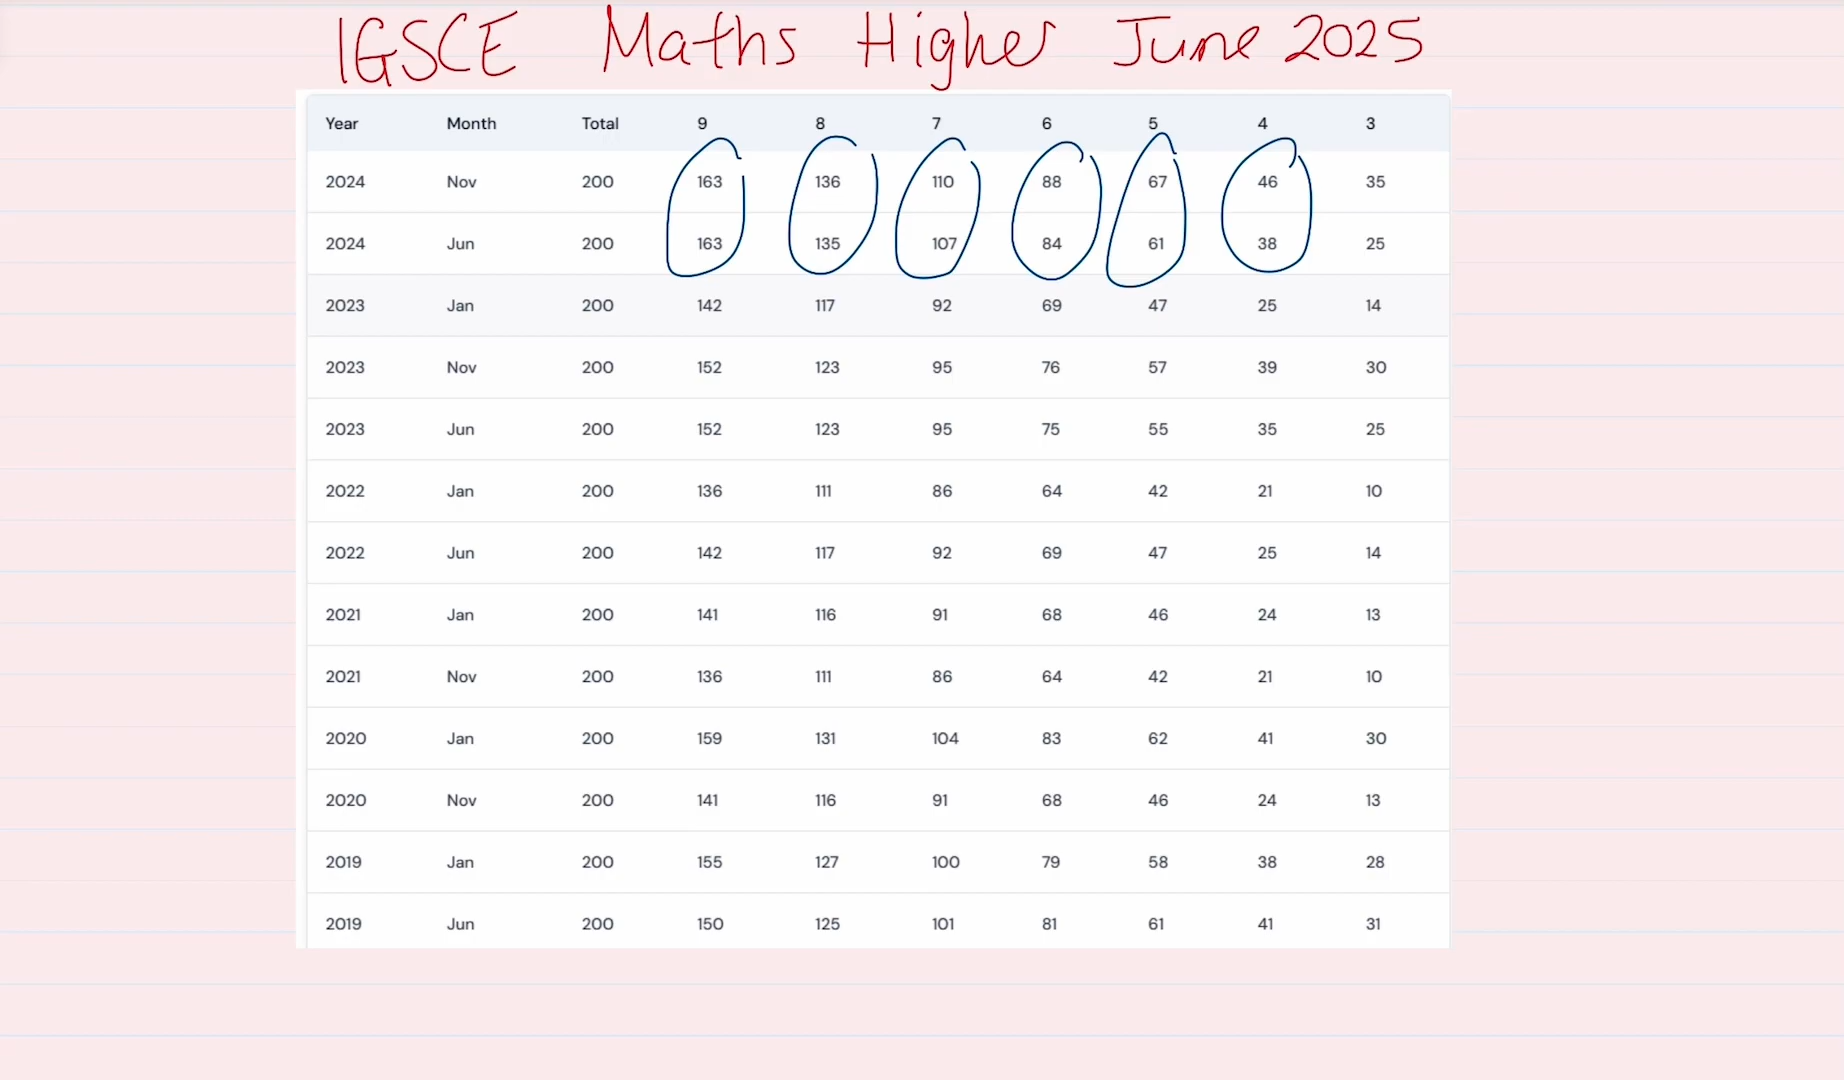 IGSCE Maths Higher June 2025
Year Month Total 9 8 7 6 5 4 3
2024 Nov 200 163 136 110 88 67 46 35
2024 Jun 200 163 135 107 84 61 38 25
2023 Jan 200 142 117 92 69 47 25 14
2023 Nov 200 152 123 95 76 57 39 30
2023 Jun 200 152 123 95 75 55 35 25
2022 Jan 200 136 111 86 64 42 21 10
2022 Jun 200 142 117 92 69 47 25 14
2021 Jan 200 141 116 91 68 46 24 13
2021 Nov 200 136 111 86 64 42 21 10
2020 Jan 200 159 131 104 83 62 41 30
2020 Nov 200 141 116 91 68 46 24 13
2019 Jan 200 155 127 100 79 58 38 28
2019 Jun 200 150 125 101 81 61 41 31